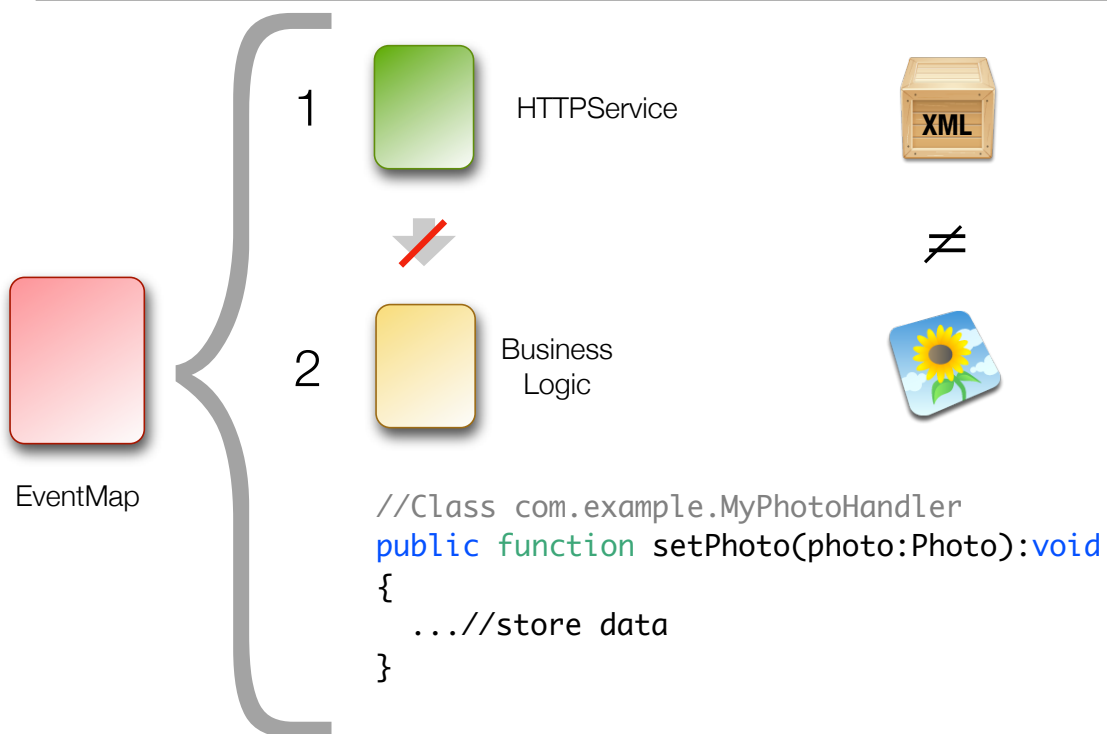 1
HTTPService
XML
≠
2
Business
Logic
EventMap
//Class com.example.MyPhotoHandler
public function setPhoto(photo:Photo):void
{
...//store data
}